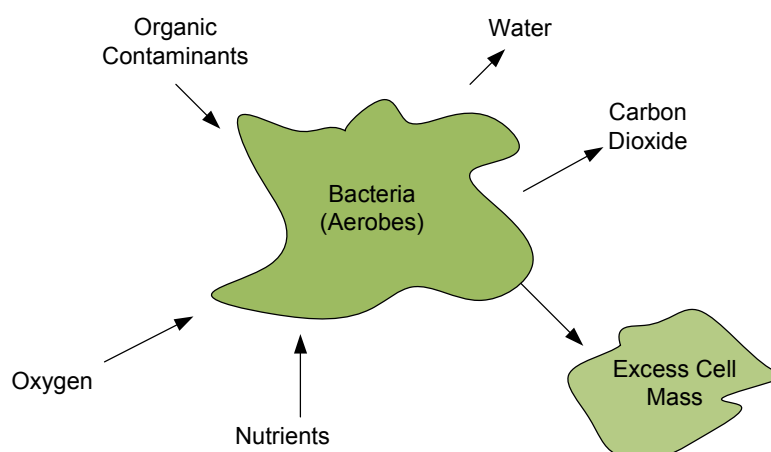 Organic
Contaminants
Water
Carbon
Dioxide
Bacteria
(Aerobes)
Oxygen
Excess Cell
Mass
Nutrients